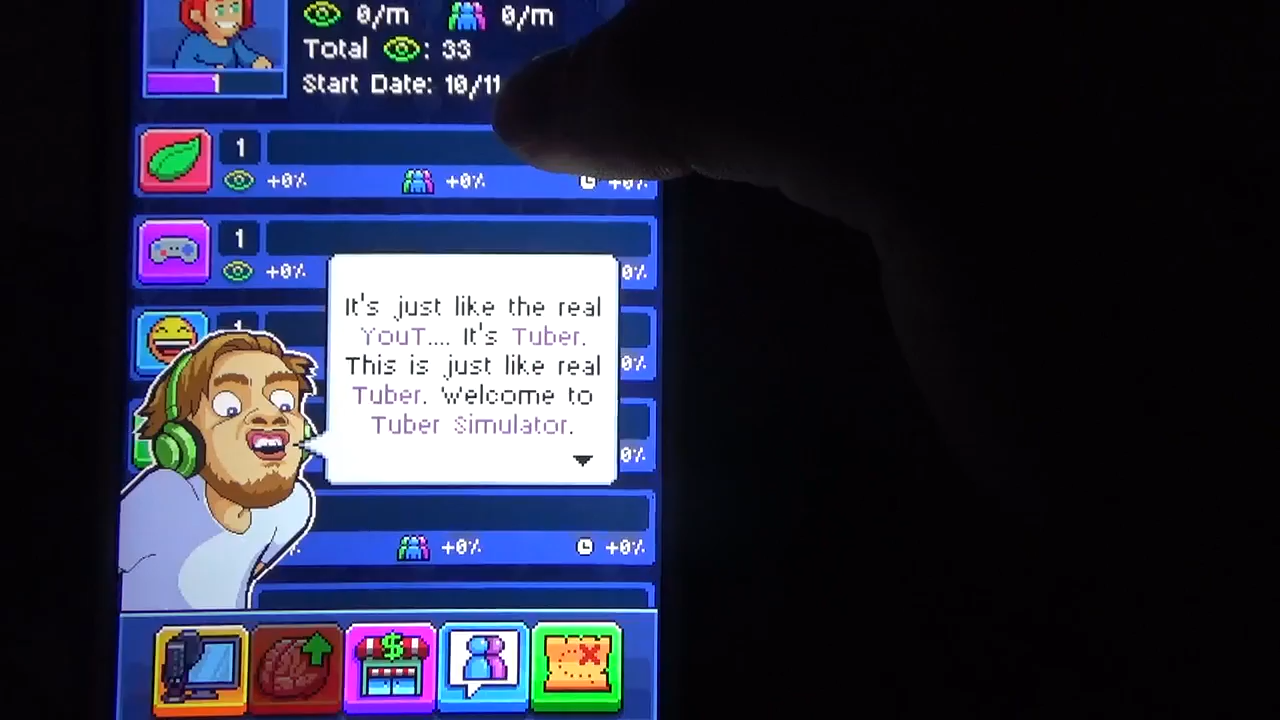 0/m 0/m
Total : 33
Start Date: 10/11
1
1
+0% +0% +0%
1
+0% 0%
It's just like the real
YouT.... It's Tuber.
This is just like real
Tuber. Welcome to
Tuber Simulator.
1
0%
0%
+0% +0%
$